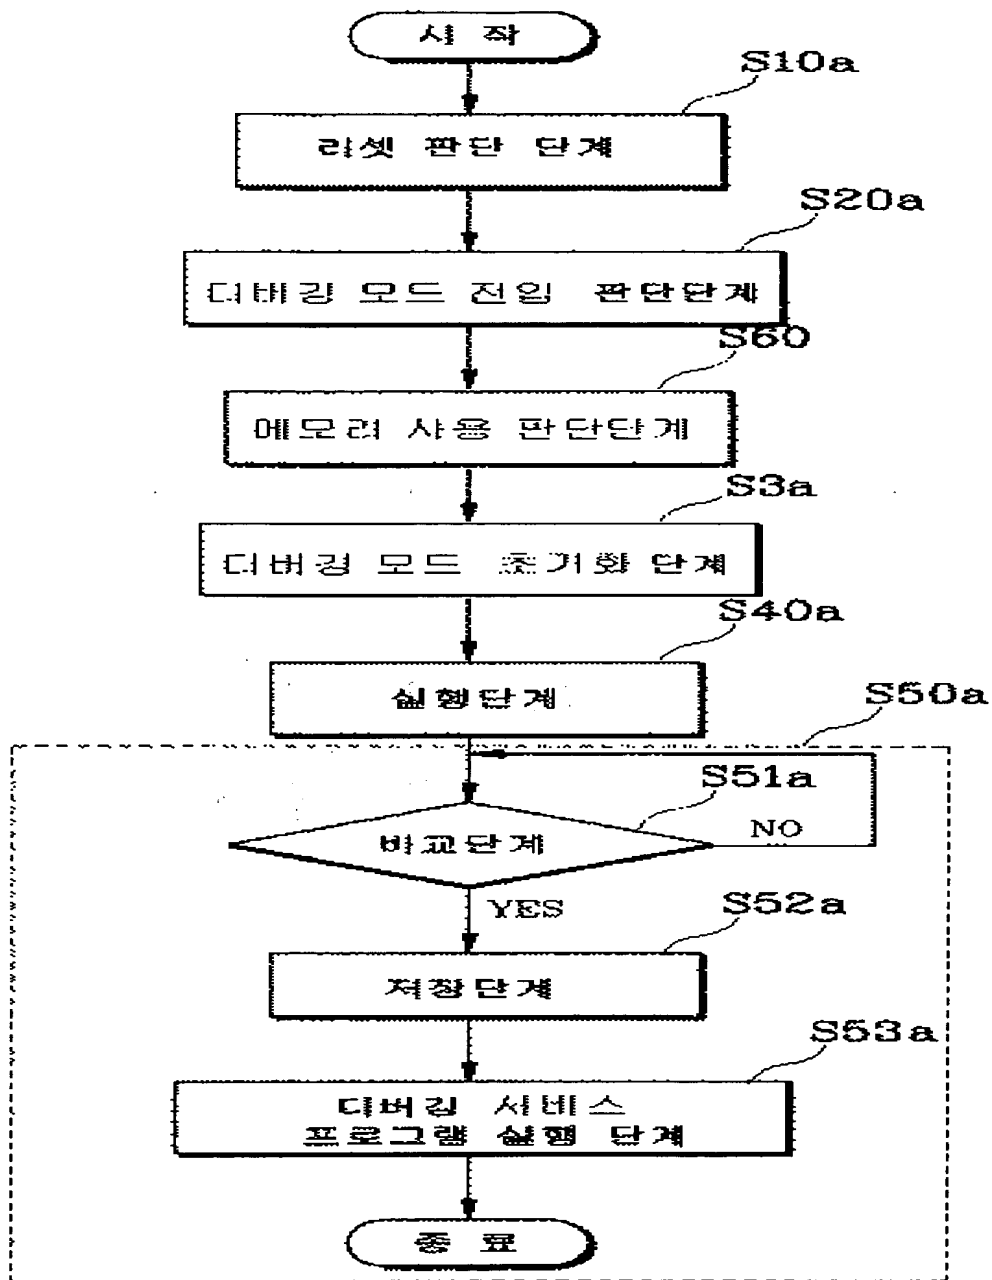 시 작
S10a
리셋 판단 단계
S20a
디버깅 모드 진입 판단단계
S60
메모리 사용 판단단계
S3a
디버깅 모드 초기화 단계
S40a
실행단계
S50a
S51a
비교단계
NO
YES
S52a
저장단계
S53a
디버깅 서비스
프로그램 실행 단계
종 료